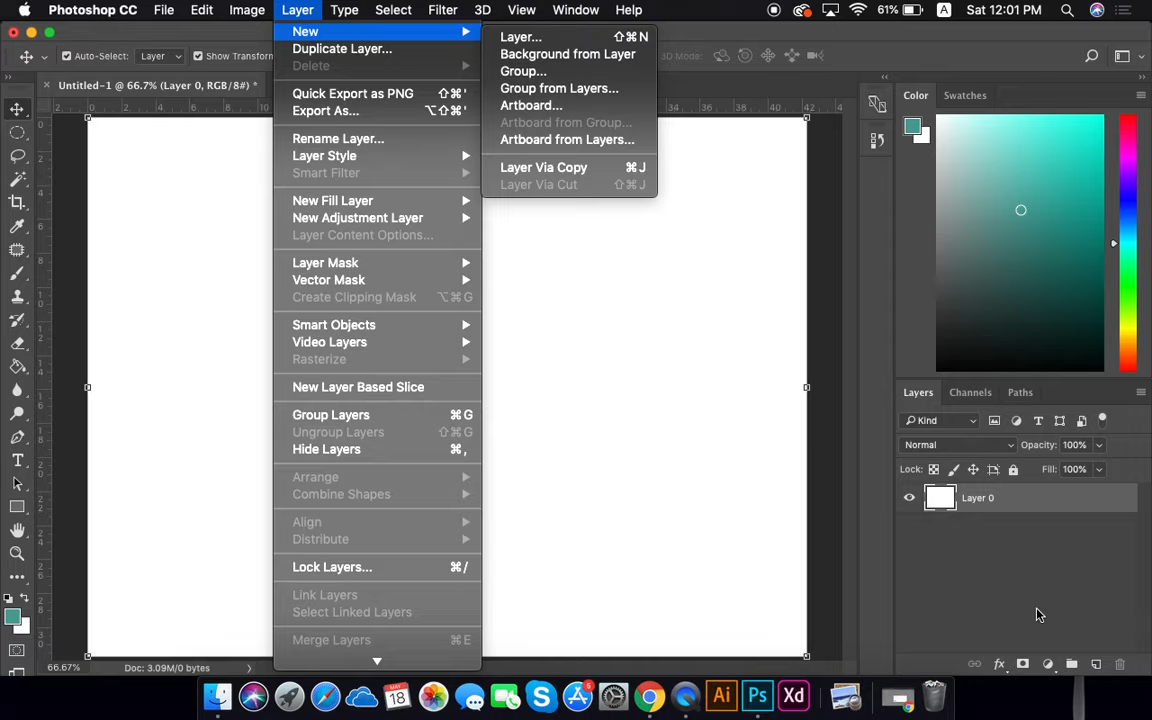 Photoshop CC File Edit Image Layer Type Select Filter 3D View Window Help 61% A Sat 12:01 PM
Auto-Select: Layer Show Transform 3D Mode:
Untitled-1 @ 66.7% (Layer 0, RGB/8#) *
New
Duplicate Layer...
Delete
Quick Export as PNG ⇧⌘'
Export As... ⌥⇧⌘'
Rename Layer...
Layer Style
Smart Filter
New Fill Layer
New Adjustment Layer
Layer Content Options...
Layer Mask
Vector Mask
Create Clipping Mask ⌥⌘G
Smart Objects
Video Layers
Rasterize
New Layer Based Slice
Group Layers ⌘G
Ungroup Layers ⇧⌘G
Hide Layers ⌘,
Arrange
Combine Shapes
Align
Distribute
Lock Layers... ⌘/
Link Layers
Select Linked Layers
Merge Layers ⌘E
Layer... ⇧⌘N
Background from Layer
Group...
Group from Layers...
Artboard...
Artboard from Group...
Artboard from Layers...
Layer Via Copy ⌘J
Layer Via Cut ⇧⌘J
Color Swatches
Layers Channels Paths
Kind
Normal Opacity: 100%
Lock: Fill: 100%
Layer 0
66.67% Doc: 3.09M/0 bytes
MAR
18
5
Ai Ps Xd